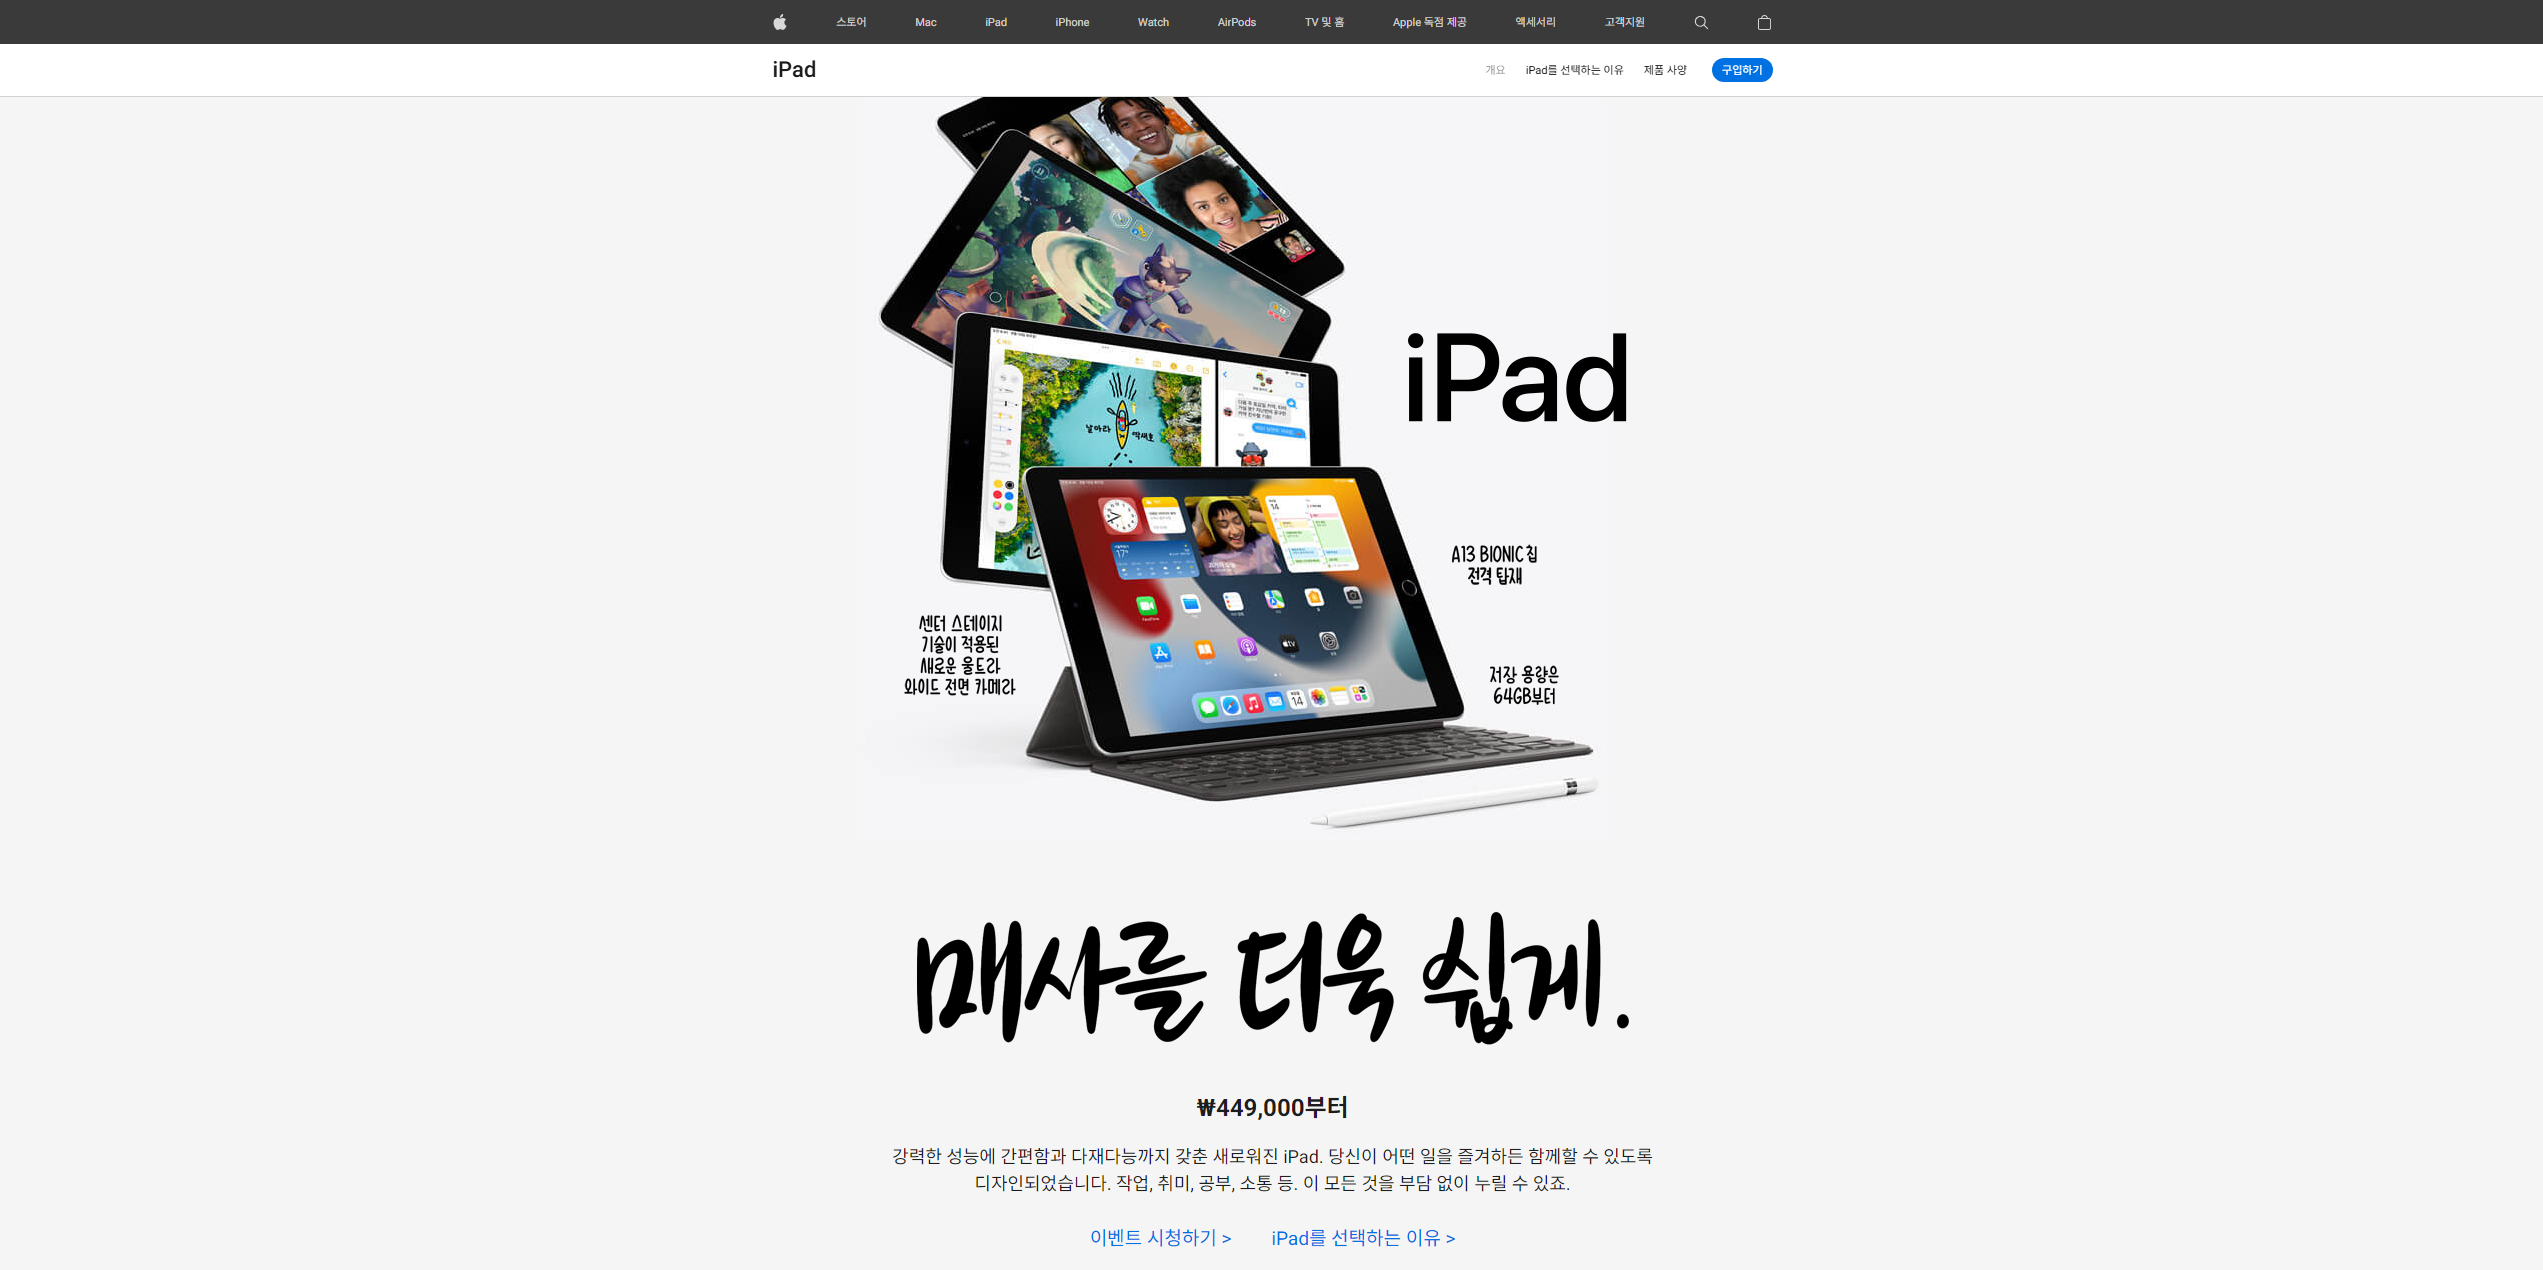 스토어 Mac iPad iPhone Watch AirPods TV 및 홈 Apple 독점 제공 액세서리 고객지원
iPad 개요 iPad를 선택하는 이유 제품 사양 구입하기
iPad
날아라 딱새호
17°
14
A13 BIONIC 칩
전격 탑재
센터 스테이지
기술이 적용된
새로운 울트라
와이드 전면 카메라
tv
저장 용량은
64GB부터
14
매사를 더욱 쉽게.
₩449,000부터
강력한 성능에 간편함과 다재다능까지 갖춘 새로워진 iPad. 당신이 어떤 일을 즐겨하든 함께할 수 있도록
디자인되었습니다. 작업, 취미, 공부, 소통 등. 이 모든 것을 부담 없이 누릴 수 있죠.
이벤트 시청하기 > iPad를 선택하는 이유 >